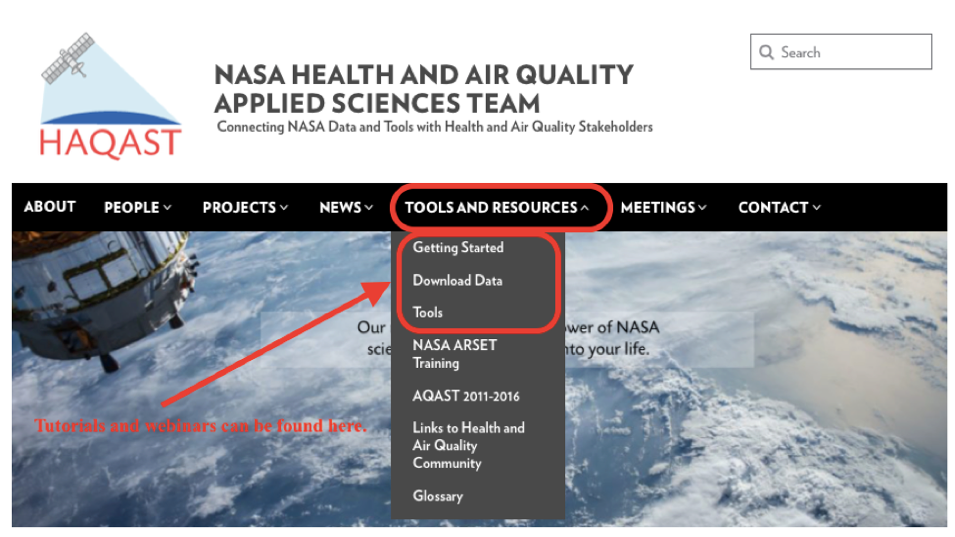 HAQAST
NASA HEALTH AND AIR QUALITY
APPLIED SCIENCES TEAM
Connecting NASA Data and Tools with Health and Air Quality Stakeholders
Search
ABOUT PEOPLE PROJECTS NEWS TOOLS AND RESOURCES MEETINGS CONTACT
Getting Started
Download Data
Tools
NASA ARSET
Training
AQAST 2011-2016
Links to Health and
Air Quality
Community
Glossary
Our wer of NASA
scie nto your life.
Tutorials and webinars can be found here.